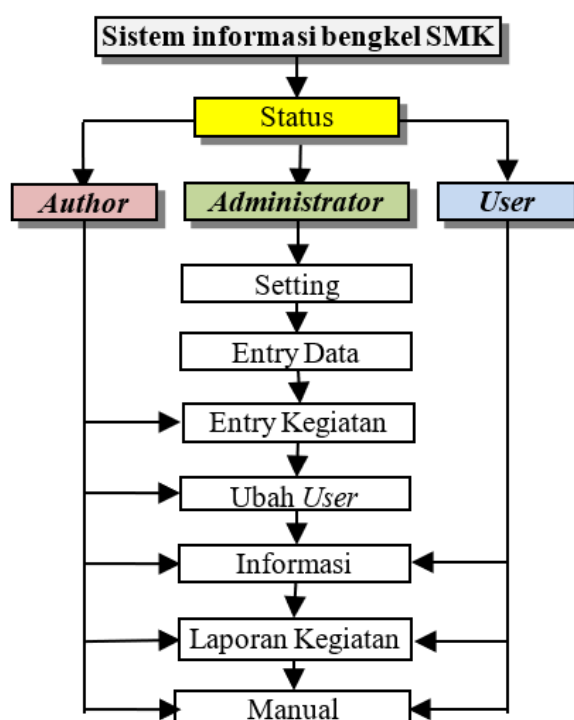 Sistem informasi bengkel SMK
Status
Author
Administrator
User
Setting
Entry Data
Entry Kegiatan
Ubah User
Informasi
Laporan Kegiatan
Manual